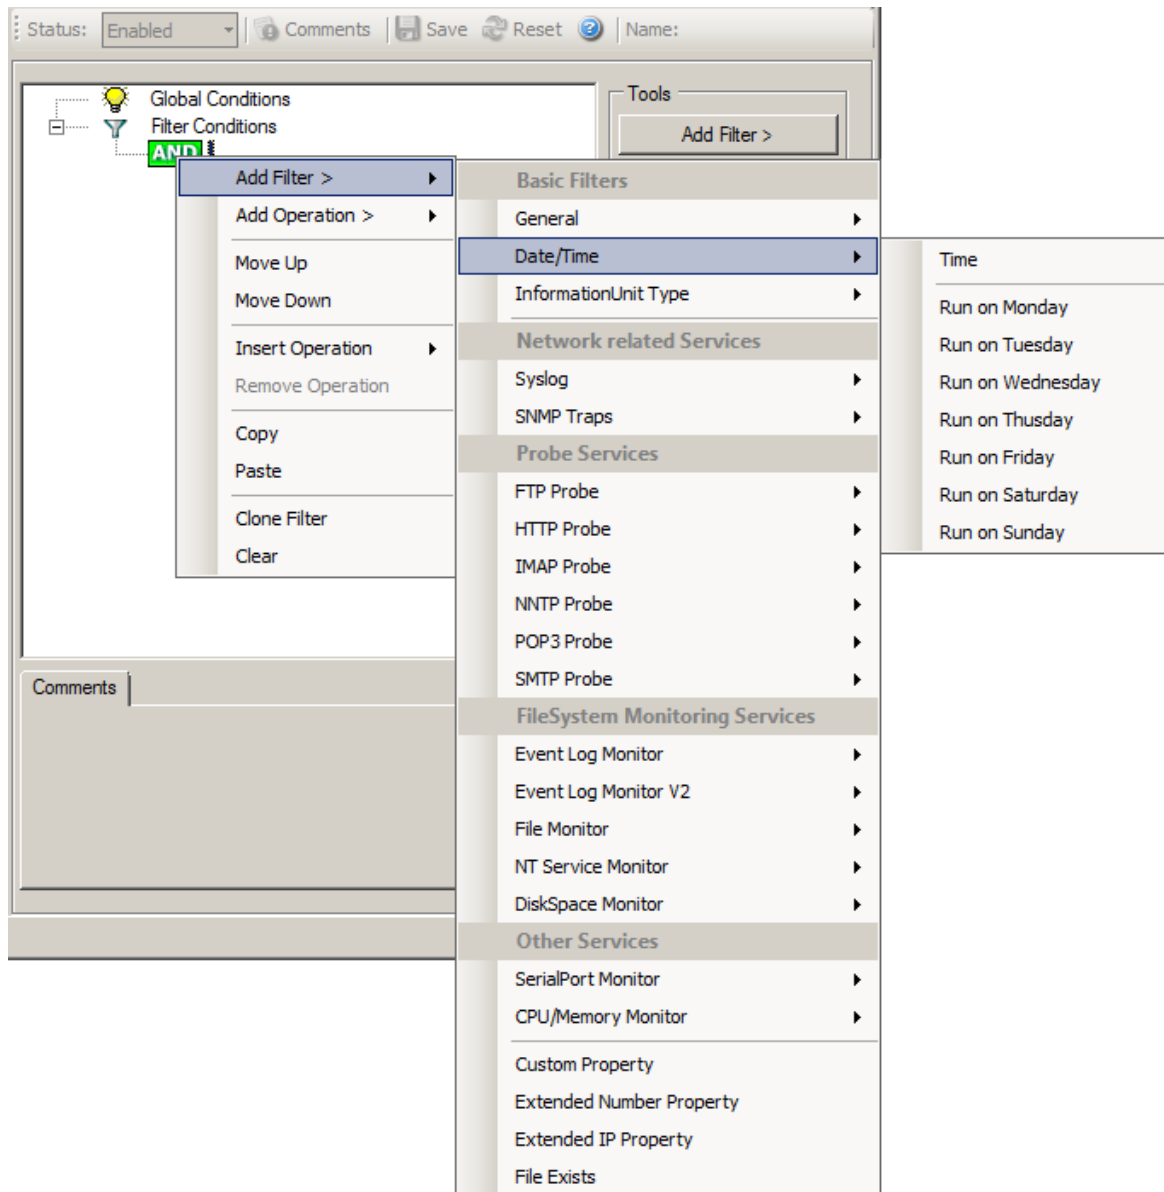 Status: Enabled Comments Save Reset Name:
Global Conditions
Filter Conditions
AND
Tools
Add Filter >
Add Filter >
Add Operation >
Move Up
Move Down
Insert Operation
Remove Operation
Copy
Paste
Clone Filter
Clear
Comments
Basic Filters
General
Date/Time
InformationUnit Type
Network related Services
Syslog
SNMP Traps
Probe Services
FTP Probe
HTTP Probe
IMAP Probe
NNTP Probe
POP3 Probe
SMTP Probe
FileSystem Monitoring Services
Event Log Monitor
Event Log Monitor V2
File Monitor
NT Service Monitor
DiskSpace Monitor
Other Services
SerialPort Monitor
CPU/Memory Monitor
Custom Property
Extended Number Property
Extended IP Property
File Exists
Time
Run on Monday
Run on Tuesday
Run on Wednesday
Run on Thusday
Run on Friday
Run on Saturday
Run on Sunday